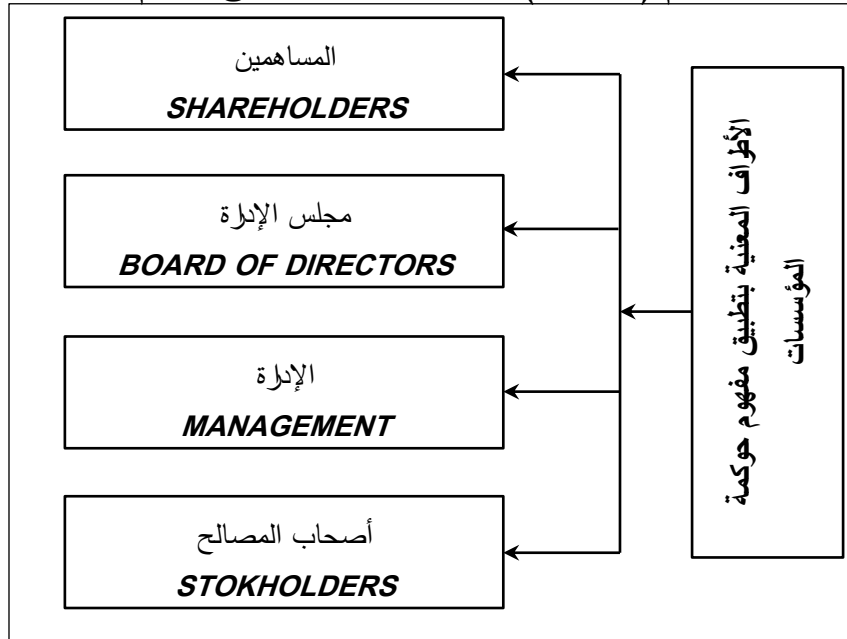 الأطراف المعنية بتطبيق مفهوم حوكمة
المؤسسات
المساهمين
SHAREHOLDERS
مجلس الإدارة
BOARD OF DIRECTORS
الإدارة
MANAGEMENT
أصحاب المصالح
STOKHOLDERS